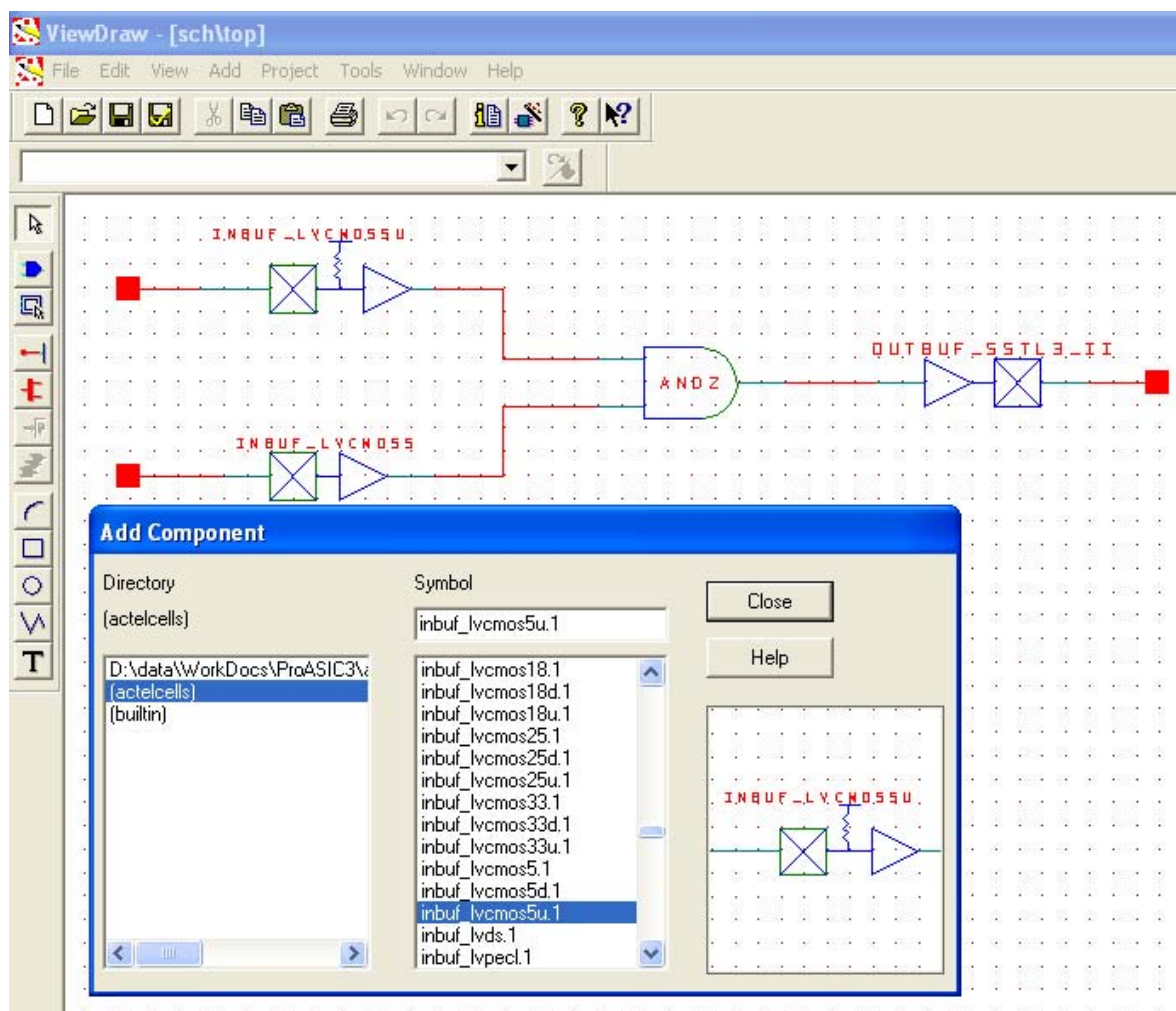 ViewDraw - [sch\top]
File Edit View Add Project Tools Window Help
INBUF_LVCMOS5U
OUTBUF_SSTL3_II
AND2
INBUF_LVCMOS5
Add Component
Directory
Symbol
Close
(actelcells)
inbuf_lvcmos5u.1
Help
D:\data\WorkDocs\ProASIC3\
(actelcells)
(builtin)
inbuf_lvcmos18.1
inbuf_lvcmos18d.1
inbuf_lvcmos18u.1
inbuf_lvcmos25.1
inbuf_lvcmos25d.1
inbuf_lvcmos25u.1
inbuf_lvcmos33.1
inbuf_lvcmos33d.1
inbuf_lvcmos33u.1
inbuf_lvcmos5.1
inbuf_lvcmos5d.1
inbuf_lvcmos5u.1
inbuf_lvds.1
inbuf_lvpecl.1
INBUF_LVCMOS5U
T